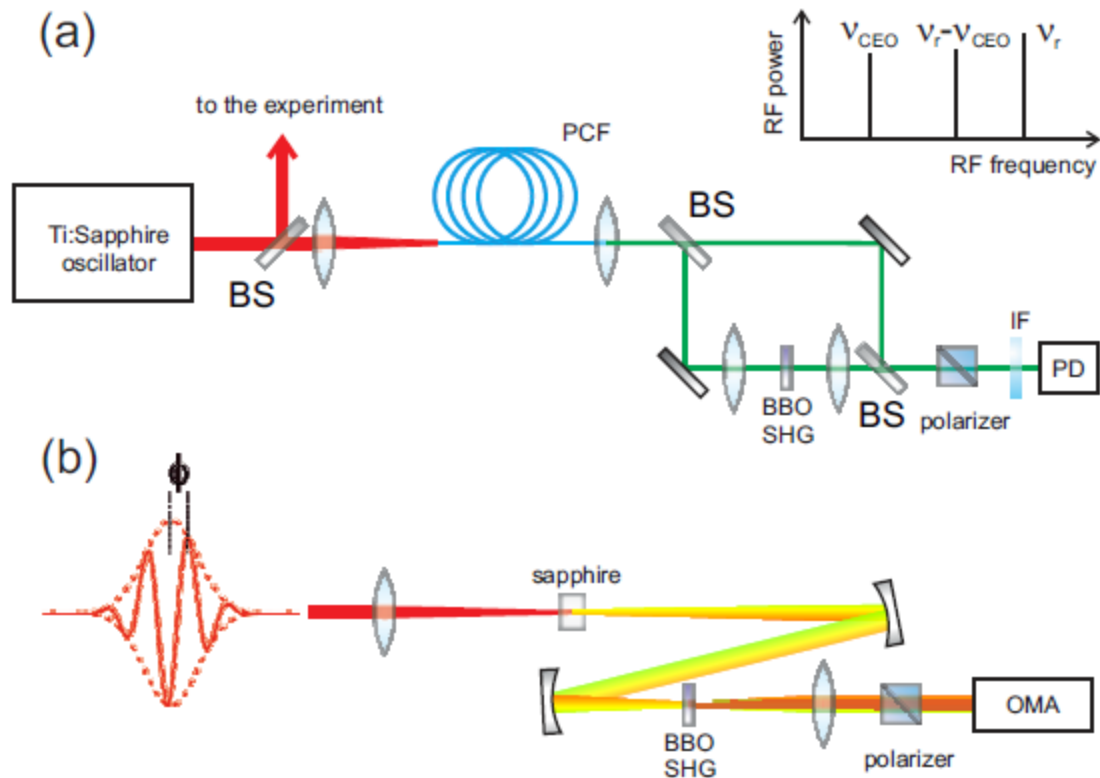 (a)
ν_CEO ν_r-ν_CEO ν_r
RF power
RF frequency
to the experiment
PCF
Ti:Sapphire
oscillator
BS
BS
IF
PD
BBO
SHG
BS
polarizer
(b)
ϕ
sapphire
OMA
BBO
SHG
polarizer